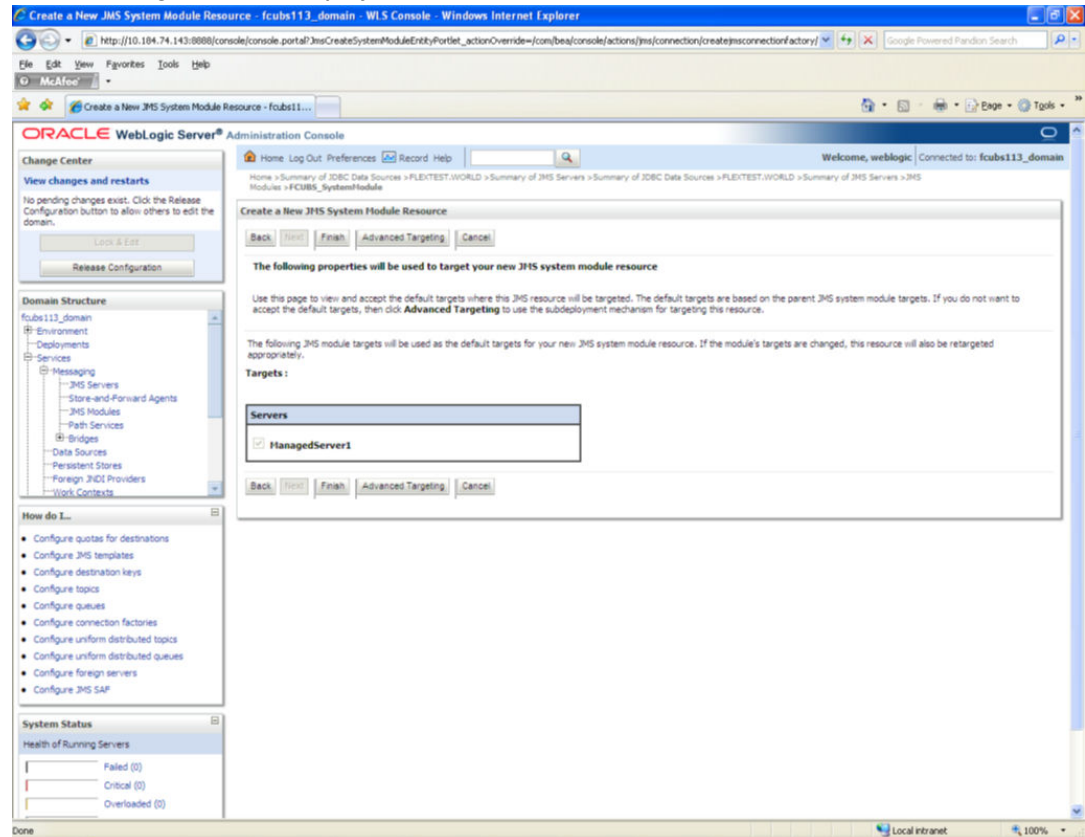 Create a New JMS System Module Resource - fcubs113_domain - WLS Console - Windows Internet Explorer
http://10.184.74.143:8888/console/console.portal?JmsCreateSystemModuleEntityPortlet_actionOverride=/com/bea/console/actions/jms/connection/createjmsconnectionfactory/
Google Powered Pandion Search
File Edit View Favorites Tools Help
McAfee
Create a New JMS System Module Resource - fcubs11...
Page Tools
ORACLE WebLogic Server® Administration Console
Change Center
View changes and restarts
No pending changes exist. Click the Release
Configuration button to allow others to edit the
domain.
Lock & Edit
Release Configuration
Domain Structure
fcubs113_domain
Environment
Deployments
Services
Messaging
JMS Servers
Store-and-Forward Agents
JMS Modules
Path Services
Bridges
Data Sources
Persistent Stores
Foreign JNDI Providers
Work Contexts
How do I...
Configure quotas for destinations
Configure JMS templates
Configure destination keys
Configure topics
Configure queues
Configure connection factories
Configure uniform distributed topics
Configure uniform distributed queues
Configure foreign servers
Configure JMS SAF
System Status
Health of Running Servers
Failed (0)
Critical (0)
Overloaded (0)
Home Log Out Preferences Record Help
Welcome, weblogic Connected to: fcubs113_domain
Home >Summary of JDBC Data Sources >FLEXTEST.WORLD >Summary of JMS Servers >Summary of JDBC Data Sources >FLEXTEST.WORLD >Summary of JMS Servers >JMS
Modules >FCUBS_SystemModule
Create a New JMS System Module Resource
Back Next Finish Advanced Targeting Cancel
The following properties will be used to target your new JMS system module resource
Use this page to view and accept the default targets where this JMS resource will be targeted. The default targets are based on the parent JMS system module targets. If you do not want to
accept the default targets, then click Advanced Targeting to use the subdeployment mechanism for targeting this resource.
The following JMS module targets will be used as the default targets for your new JMS system module resource. If the module's targets are changed, this resource will also be retargeted
appropriately.
Targets :
Servers
ManagedServer1
Back Next Finish Advanced Targeting Cancel
Done
Local intranet
100%